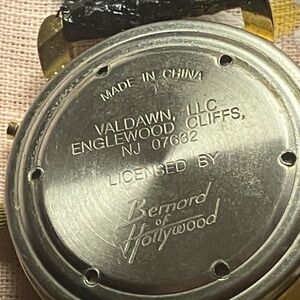 MADE IN CHINA
VALDAWN, LLC
ENGLEWOOD CLIFFS,
NJ 07632
LICENSED BY
Bernard
of
Hollywood